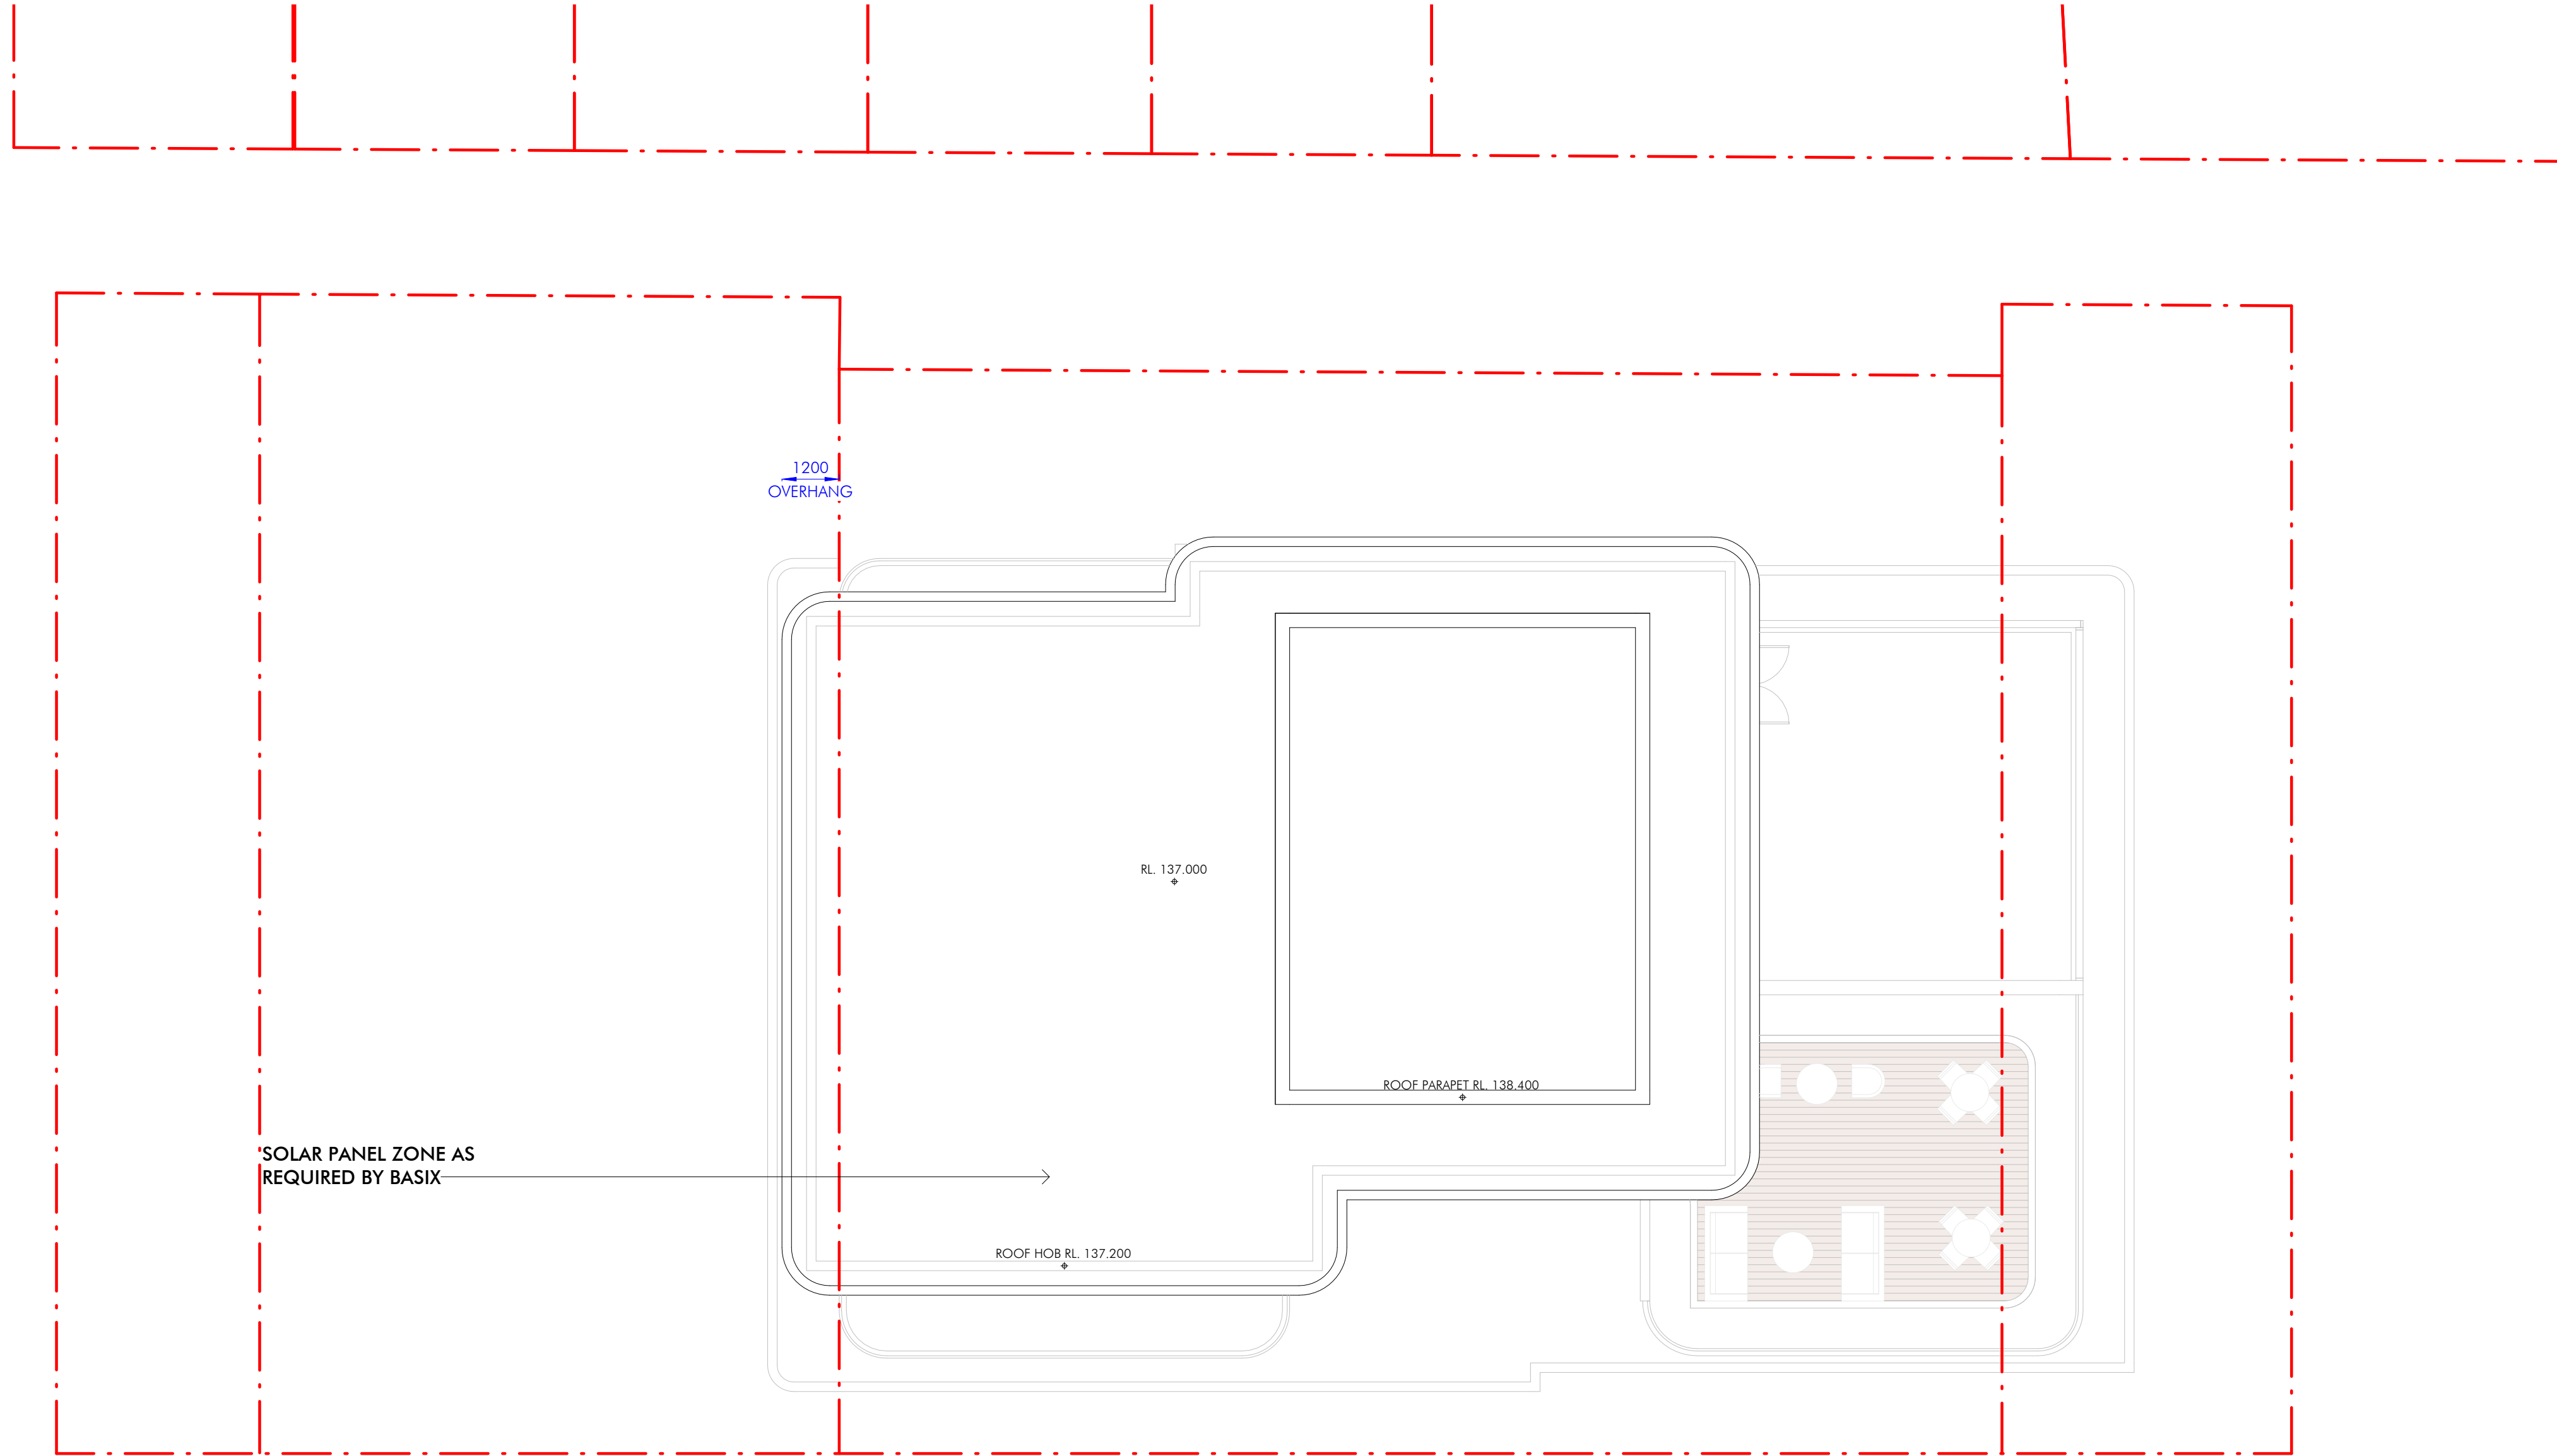 1200
OVERHANG
RL. 137.000
ROOF PARAPET RL. 138,400
SOLAR PANEL ZONE AS
REQUIRED BY BASIX
ROOF HOB RL. 137.200